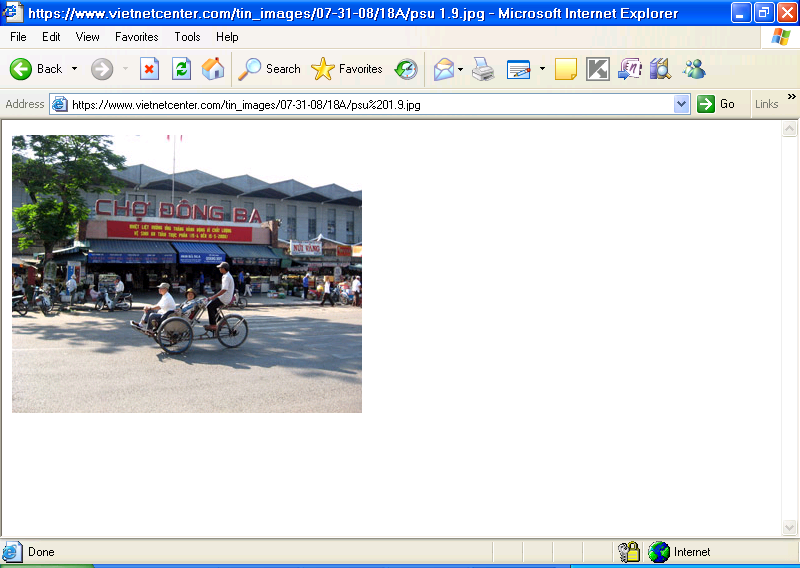 https://www.vietnetcenter.com/tin_images/07-31-08/18A/psu 1.9.jpg - Microsoft Internet Explorer
File Edit View Favorites Tools Help
Back Search Favorites
Address https://www.vietnetcenter.com/tin_images/07-31-08/18A/psu%201.9.jpg Go Links »
CHỢ ĐÔNG BA
NÚI VÀNG
Done Internet